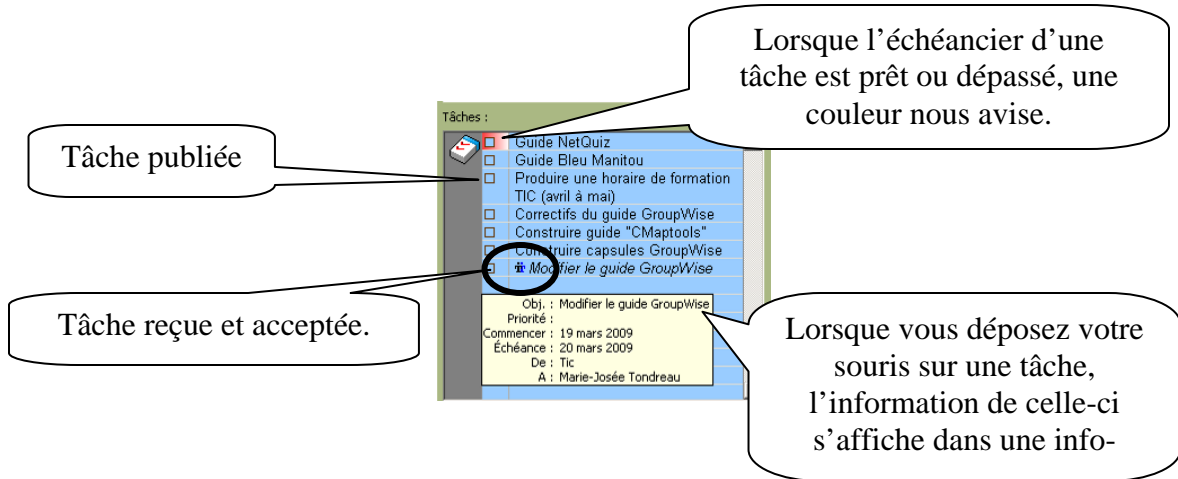 Lorsque l’échéancier d’une
tâche est prêt ou dépassé, une
couleur nous avise.
Tâche publiée
Tâches :
Guide NetQuiz
Guide Bleu Manitou
Produire une horaire de formation
TIC (avril à mai)
Correctifs du guide GroupWise
Construire guide "CMaptools"
Construire capsules GroupWise
Modifier le guide GroupWise
Tâche reçue et acceptée.
Obj. : Modifier le guide GroupWise
Priorité :
Commencer : 19 mars 2009
Échéance : 20 mars 2009
De : Tic
A : Marie-Josée Tondreau
Lorsque vous déposez votre
souris sur une tâche,
l’information de celle-ci
s’affiche dans une info-